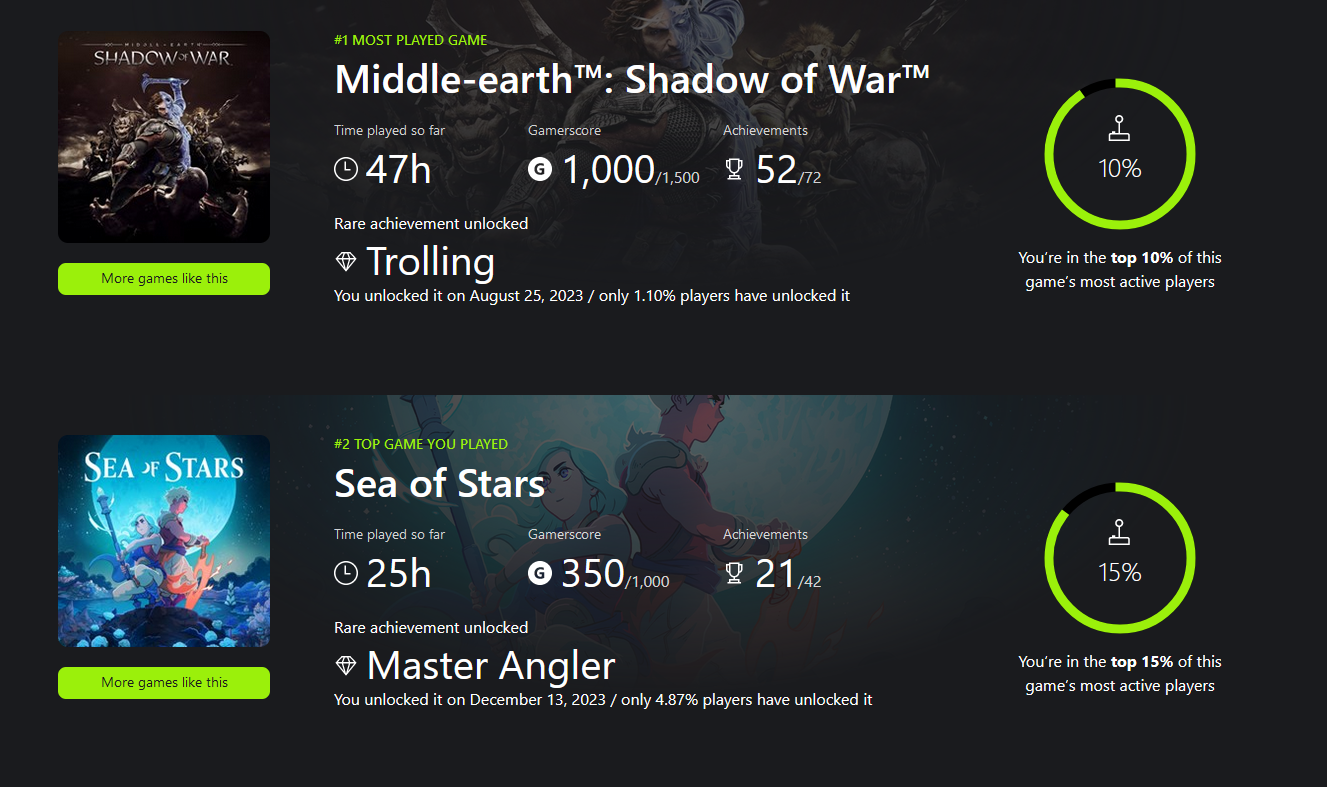 MIDDLE-EARTH
SHADOW OF WAR
#1 MOST PLAYED GAME
Middle-earth™: Shadow of War™
Time played so far
Gamerscore
Achievements
47h
G 1,000/1,500
52/72
Rare achievement unlocked
Trolling
You unlocked it on August 25, 2023 / only 1.10% players have unlocked it
More games like this
10%
You're in the top 10% of this
game's most active players
SEA OF STARS
#2 TOP GAME YOU PLAYED
Sea of Stars
Time played so far
Gamerscore
Achievements
25h
G 350/1,000
21/42
Rare achievement unlocked
Master Angler
You unlocked it on December 13, 2023 / only 4.87% players have unlocked it
More games like this
15%
You're in the top 15% of this
game's most active players